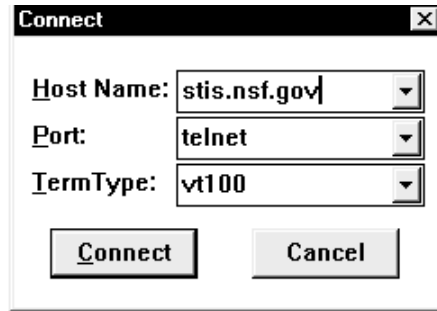 Connect
Host Name: stis.nsf.gov
Port: telnet
TermType: vt100
Connect Cancel